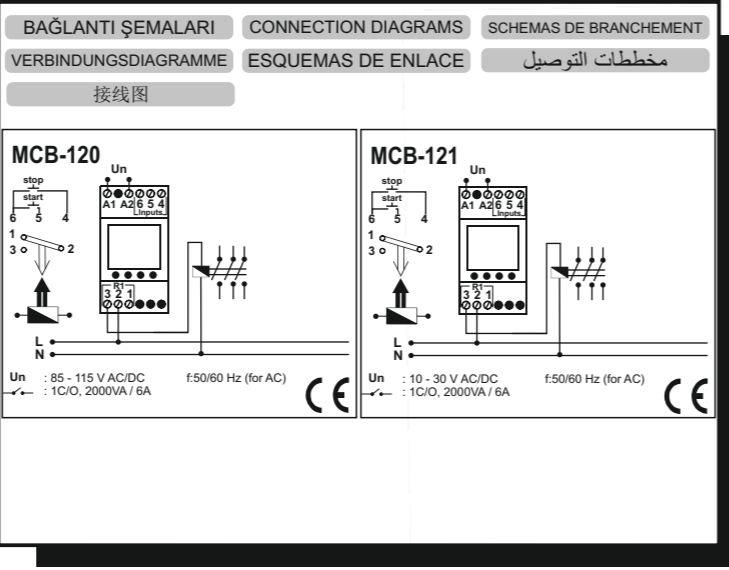 BAĞLANTI ŞEMALARI CONNECTION DIAGRAMS SCHEMAS DE BRANCHEMENT
VERBINDUNGSDIAGRAMME ESQUEMAS DE ENLACE مخططات التوصيل
接线图
MCB-120
Un
stop
start
6 5 4
1
3 2
A1 A2 6 5 4
Inputs
R1
3 2 1
L
N
Un : 85 - 115 V AC/DC f:50/60 Hz (for AC)
: 1C/O, 2000VA / 6A
CE
MCB-121
Un
stop
start
6 5 4
1
3 2
A1 A2 6 5 4
Inputs
R1
3 2 1
L
N
Un : 10 - 30 V AC/DC f:50/60 Hz (for AC)
: 1C/O, 2000VA / 6A
CE